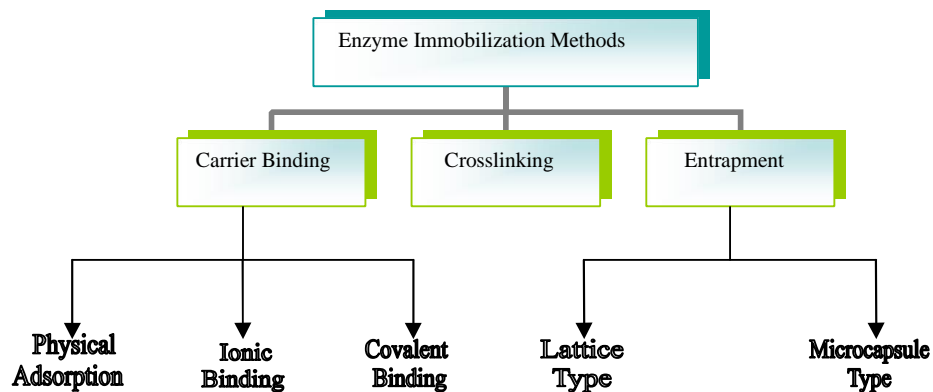 Enzyme Immobilization Methods
Carrier Binding
Crosslinking
Entrapment
Physical
Adsorption
Ionic
Binding
Covalent
Binding
Lattice
Type
Microcapsule
Type